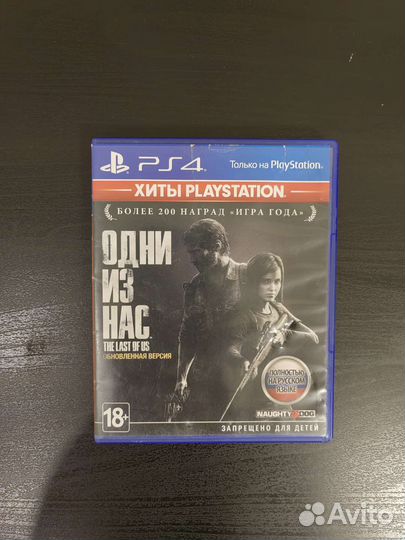 PS4
Только на PlayStation
ХИТЫ PLAYSTATION
БОЛЕЕ 200 НАГРАД «ИГРА ГОДА»
ОДНИ
ИЗ
НАС
THE LAST OF US
ОБНОВЛЕННАЯ ВЕРСИЯ
ПОЛНОСТЬЮ
НА РУССКОМ
ЯЗЫКЕ
18+
NAUGHTY DOG
ЗАПРЕЩЕНО ДЛЯ ДЕТЕЙ
Avito